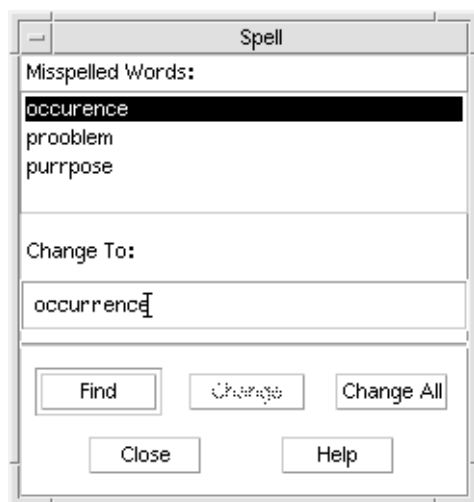 Spell
Misspelled Words:
occurence
prooblem
purrpose
Change To:
occurrence
Find Change Change All
Close Help